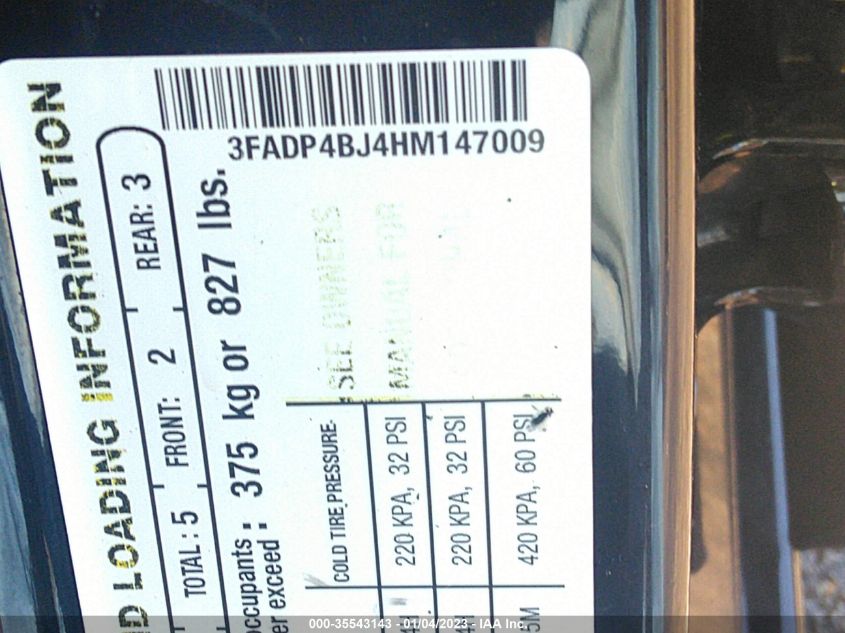 3FADP4BJ4HM147009
LOADING INFORMATION
TOTAL : 5 FRONT: 2 REAR: 3
375 kg or 827 lbs.
exceed :
COLD TIRE PRESSURE
220 KPA, 32 PSI
220 KPA, 32 PSI
420 KPA, 60 PSI
SEE OWNERS
MANUAL FOR
000-35543143 - 01/04/2023 - IAA Inc.